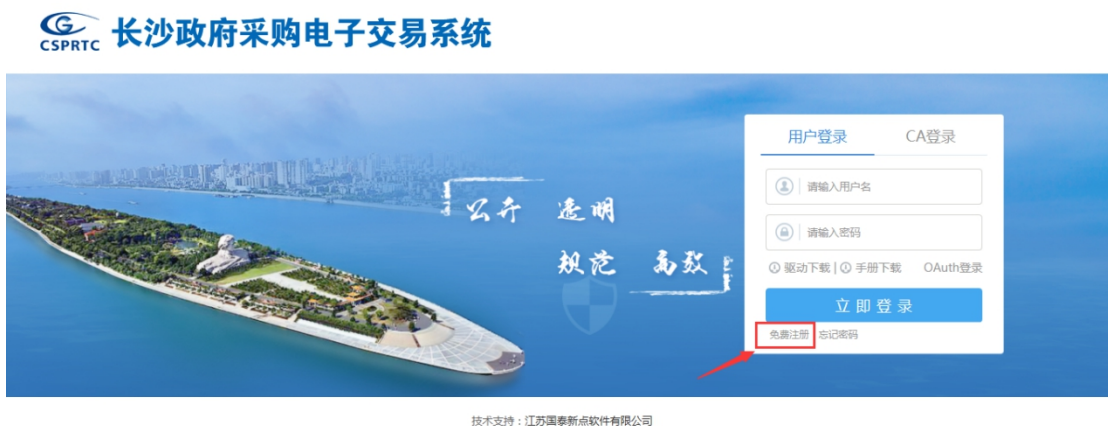 CSPRTC
长沙政府采购电子交易系统
用户登录 CA登录
请输入用户名
请输入密码
驱动下载 | 手册下载 OAuth登录
立即登录
免费注册 忘记密码
公开 透明
规范 高效
技术支持：江苏国泰新点软件有限公司